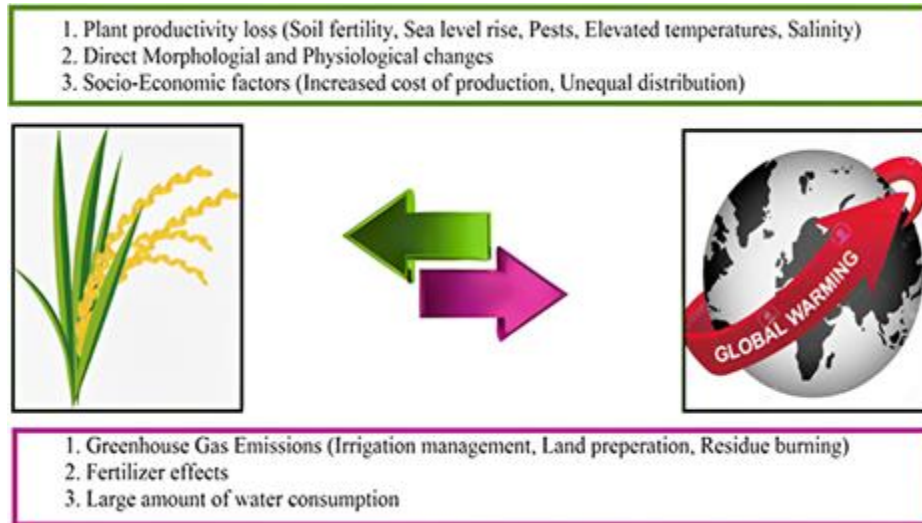 1. Plant productivity loss (Soil fertility, Sea level rise, Pests, Elevated temperatures, Salinity)
2. Direct Morphologial and Physiological changes
3. Socio-Economic factors (Increased cost of production, Unequal distribution)
GLOBAL WARMING
1. Greenhouse Gas Emissions (Irrigation management, Land preperation, Residue burning)
2. Fertilizer effects
3. Large amount of water consumption